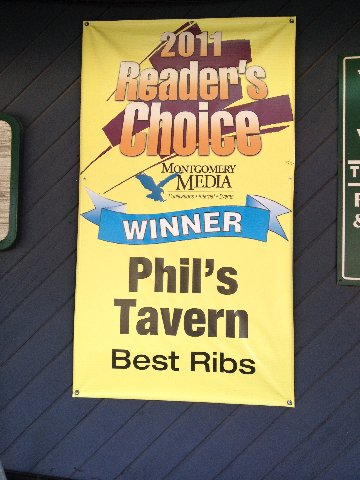 2011
Reader's
Choice
MONTGOMERY
MEDIA
WINNER
Phil's
Tavern
Best Ribs